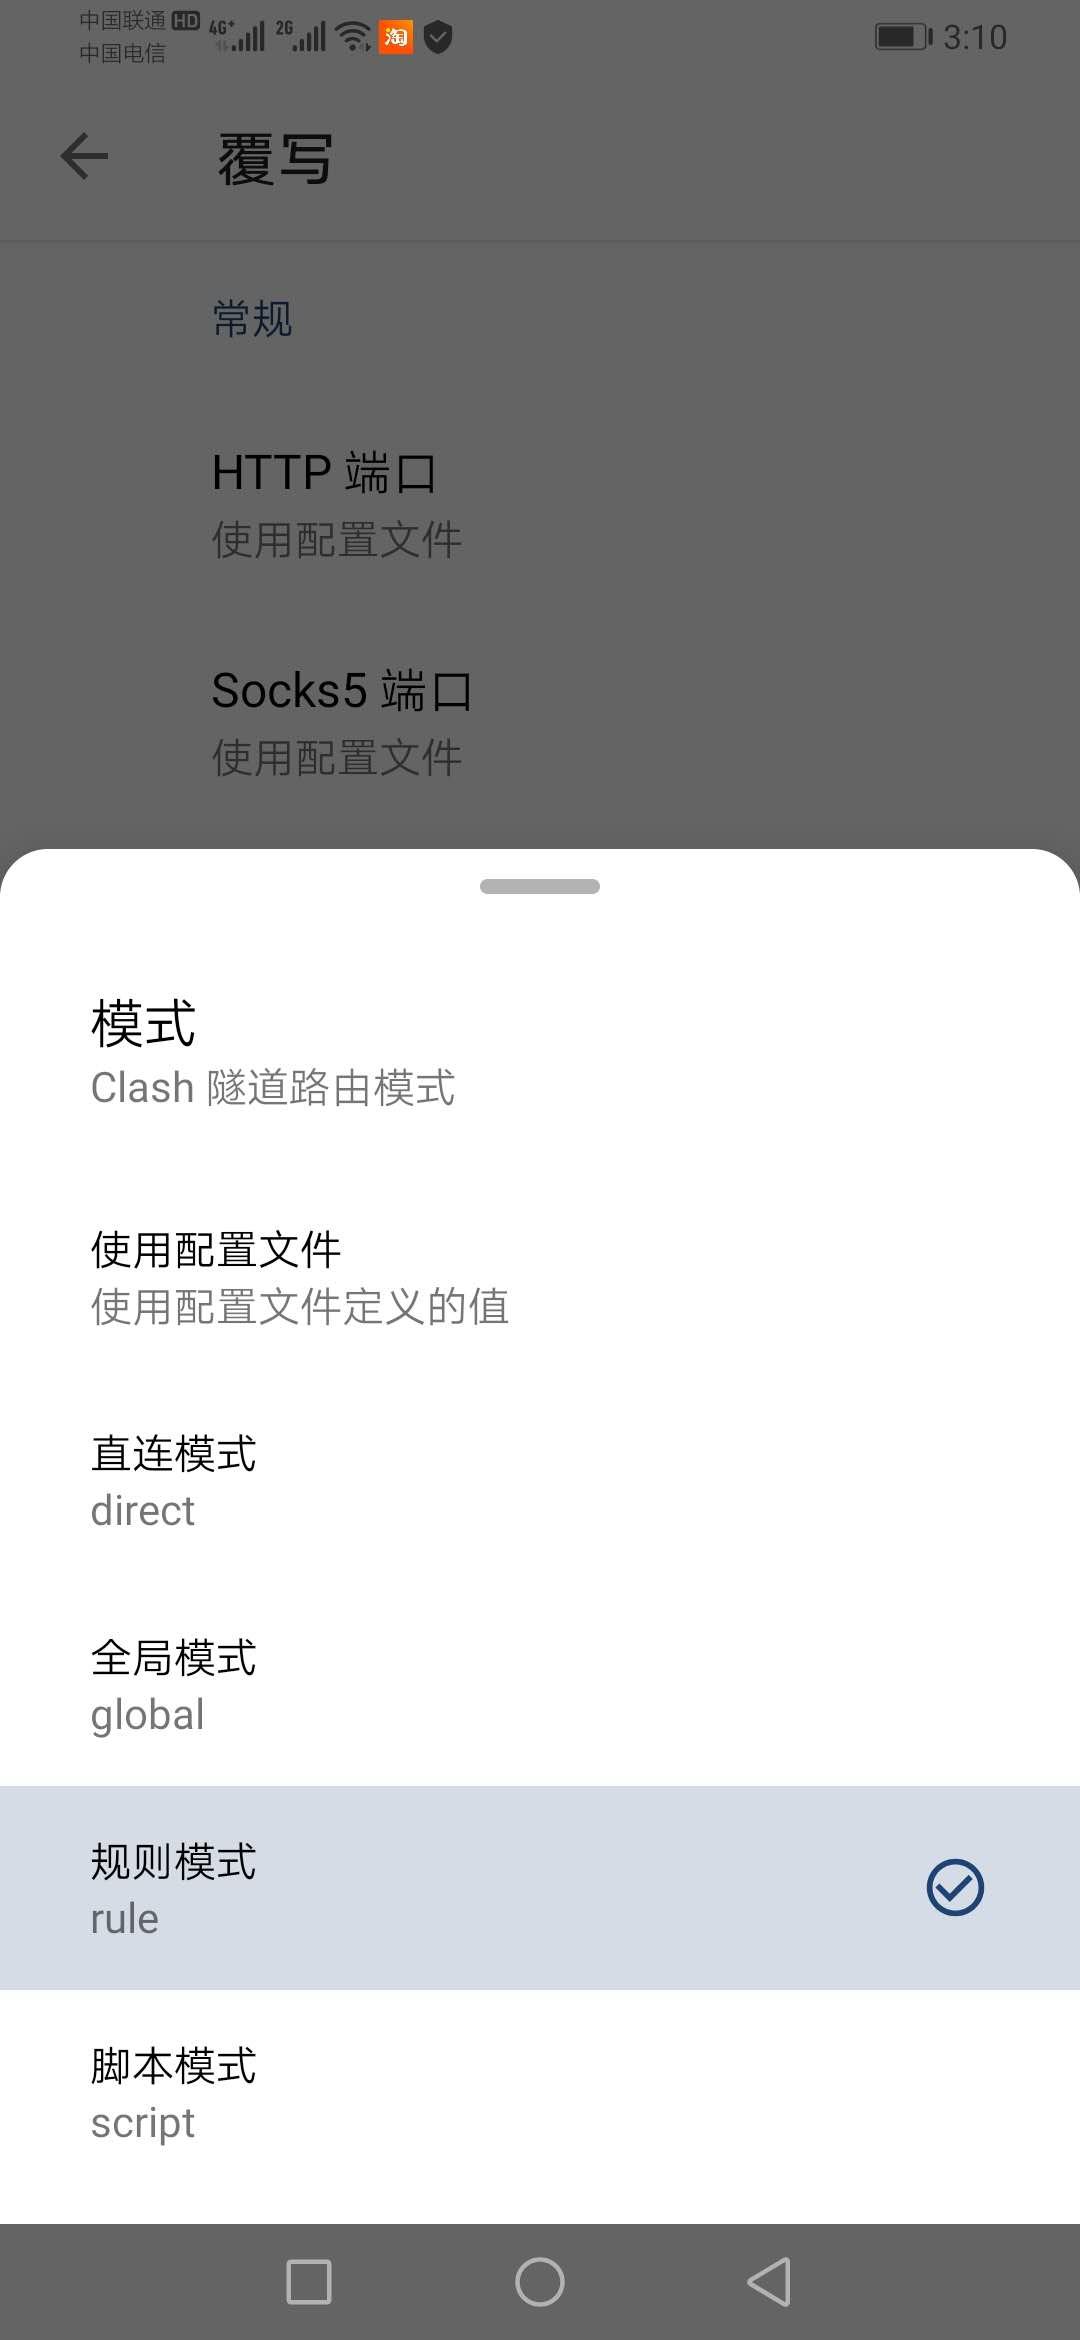 中国联通 HD 4G+ 2G 淘 3:10
中国电信
覆写
常规
HTTP 端口
使用配置文件
Socks5 端口
使用配置文件
模式
Clash 隧道路由模式
使用配置文件
使用配置文件定义的值
直连模式
direct
全局模式
global
规则模式
rule
脚本模式
script